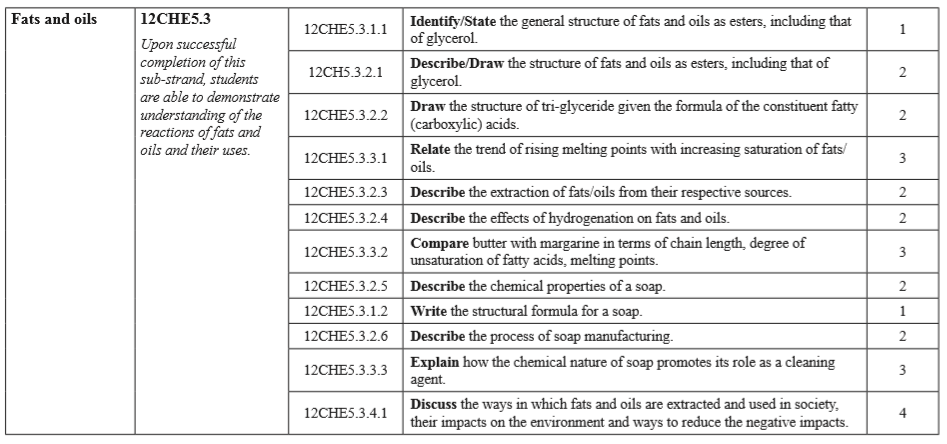 Fats and oils
12CHE5.3
Upon successful
completion of this
sub-strand, students
are able to demonstrate
understanding of the
reactions of fats and
oils and their uses.
12CHE5.3.1.1
Identify/State the general structure of fats and oils as esters, including that
of glycerol.
1
12CH5.3.2.1
Describe/Draw the structure of fats and oils as esters, including that of
glycerol.
2
12CHE5.3.2.2
Draw the structure of tri-glyceride given the formula of the constituent fatty
(carboxylic) acids.
2
12CHE5.3.3.1
Relate the trend of rising melting points with increasing saturation of fats/
oils.
3
12CHE5.3.2.3
Describe the extraction of fats/oils from their respective sources.
2
12CHE5.3.2.4
Describe the effects of hydrogenation on fats and oils.
2
12CHE5.3.3.2
Compare butter with margarine in terms of chain length, degree of
unsaturation of fatty acids, melting points.
3
12CHE5.3.2.5
Describe the chemical properties of a soap.
2
12CHE5.3.1.2
Write the structural formula for a soap.
1
12CHE5.3.2.6
Describe the process of soap manufacturing.
2
12CHE5.3.3.3
Explain how the chemical nature of soap promotes its role as a cleaning
agent.
3
12CHE5.3.4.1
Discuss the ways in which fats and oils are extracted and used in society,
their impacts on the environment and ways to reduce the negative impacts.
4